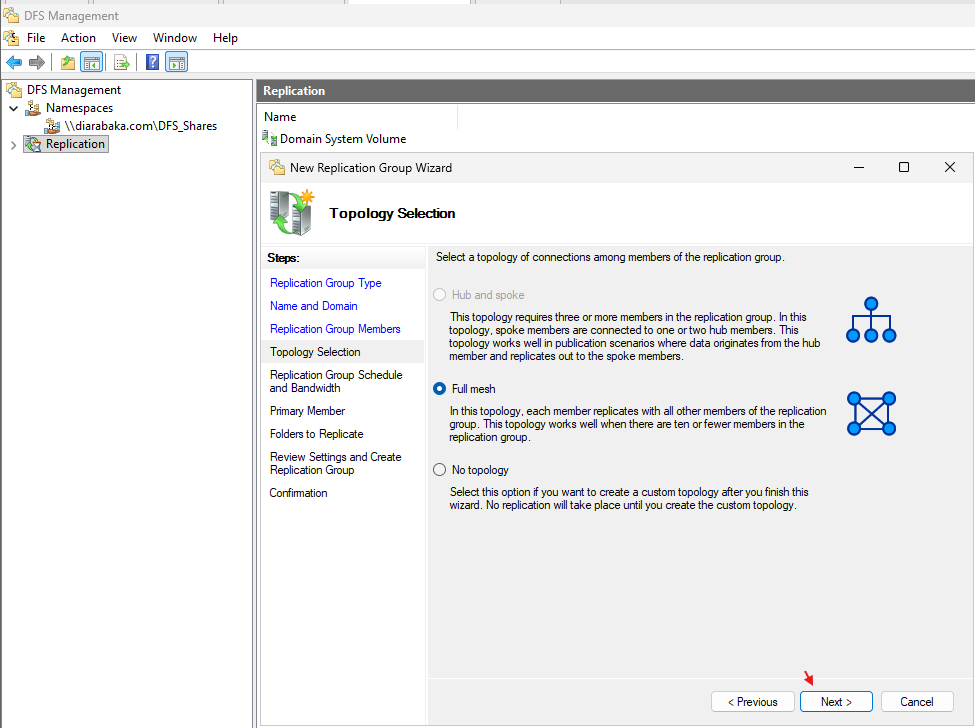 DFS Management
File Action View Window Help
DFS Management
Namespaces
\\diarabaka.com\DFS_Shares
Replication
Replication
Name
Domain System Volume
New Replication Group Wizard
Topology Selection
Steps:
Replication Group Type
Name and Domain
Replication Group Members
Topology Selection
Replication Group Schedule
and Bandwidth
Primary Member
Folders to Replicate
Review Settings and Create
Replication Group
Confirmation
Select a topology of connections among members of the replication group.
Hub and spoke
This topology requires three or more members in the replication group. In this
topology, spoke members are connected to one or two hub members. This
topology works well in publication scenarios where data originates from the hub
member and replicates out to the spoke members.
Full mesh
In this topology, each member replicates with all other members of the replication
group. This topology works well when there are ten or fewer members in the
replication group.
No topology
Select this option if you want to create a custom topology after you finish this
wizard. No replication will take place until you create the custom topology.
< Previous
Next >
Cancel